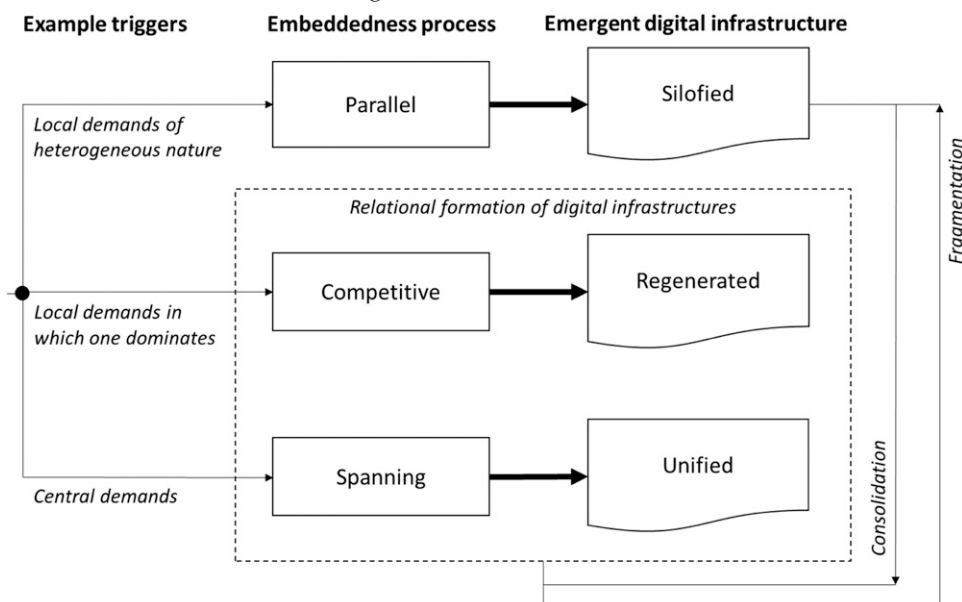 Example triggers
Embeddedness process
Emergent digital infrastructure
Parallel
Silofied
Local demands of
heterogeneous nature
Relational formation of digital infrastructures
Fragmentation
Competitive
Regenerated
Local demands in
which one dominates
Spanning
Unified
Central demands
Consolidation